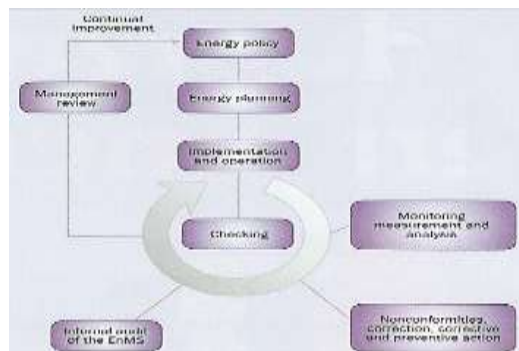 Continual
Improvement
Energy policy
Management
review
Energy planning
Implementation
and operation
Checking
Monitoring
measurement and
analysis
Internal audit
of the EnMS
Nonconformities,
correction, corrective
and preventive action